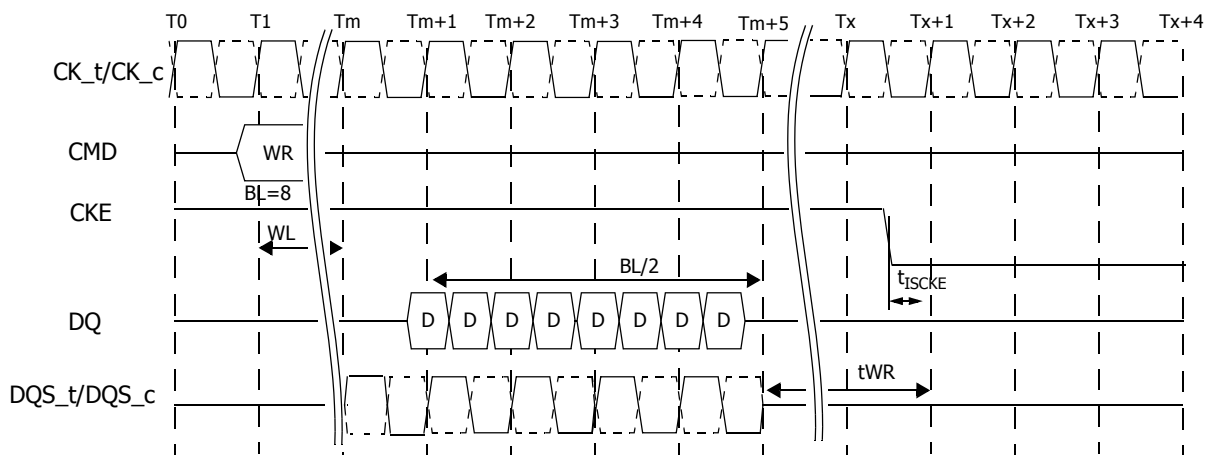 T0 T1 Tm Tm+1 Tm+2 Tm+3 Tm+4 Tm+5 Tx Tx+1 Tx+2 Tx+3 Tx+4
CK_t/CK_c
CMD WR
BL=8
CKE
WL
BL/2
tISCKE
DQ D D D D D D D D
tWR
DQS_t/DQS_c